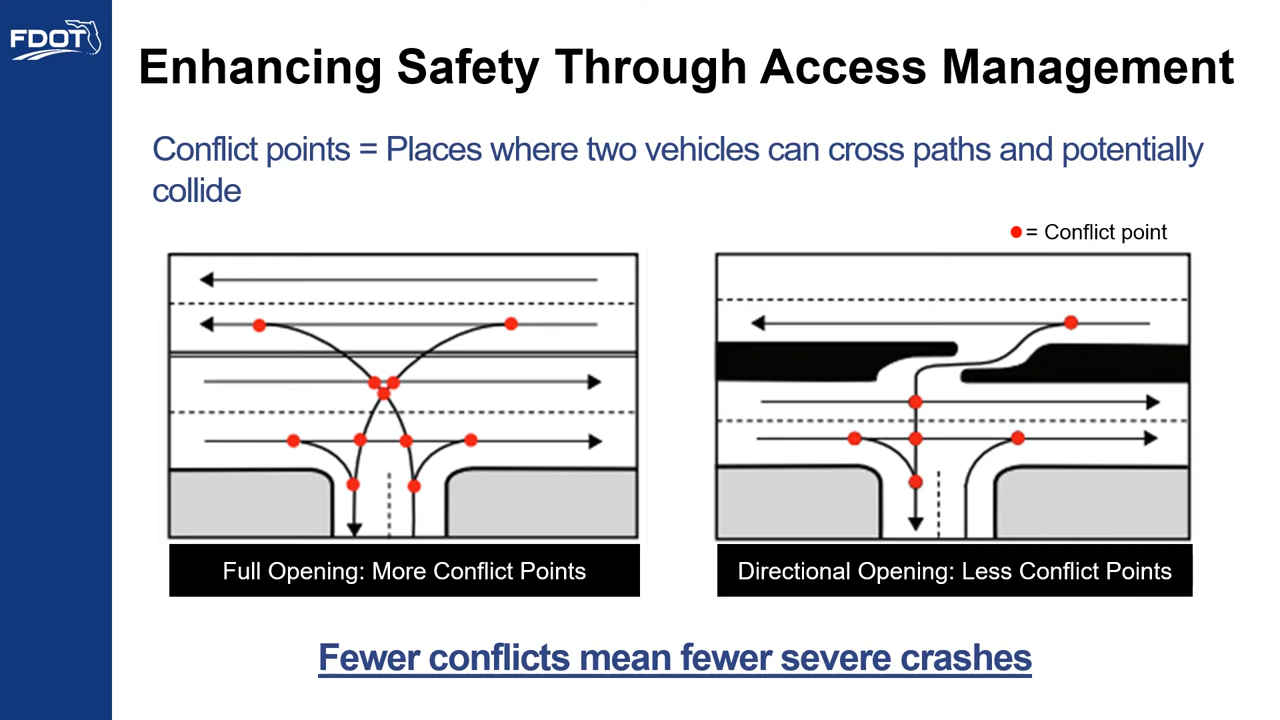 FDOT
Enhancing Safety Through Access Management
Conflict points = Places where two vehicles can cross paths and potentially
collide
= Conflict point
Full Opening: More Conflict Points
Directional Opening: Less Conflict Points
Fewer conflicts mean fewer severe crashes